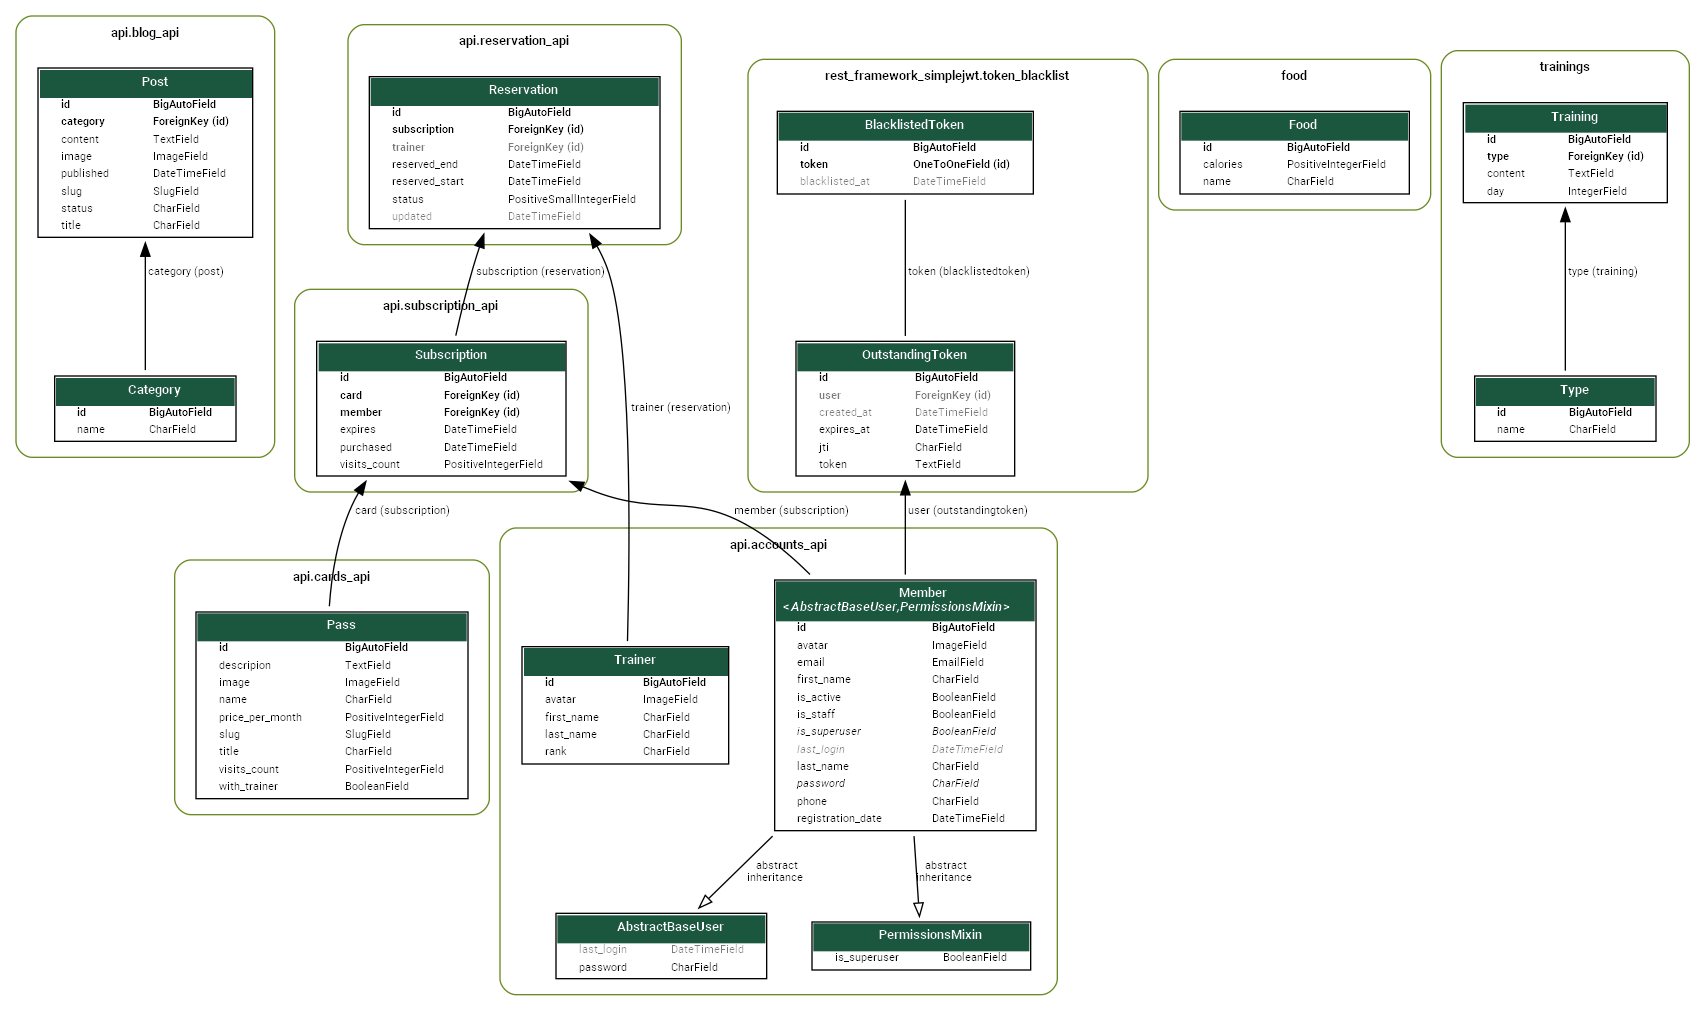 api.blog_api
Post
id BigAutoField
category ForeignKey (id)
content TextField
image ImageField
published DateTimeField
slug SlugField
status CharField
title CharField
category (post)
Category
id BigAutoField
name CharField
api.reservation_api
Reservation
id BigAutoField
subscription ForeignKey (id)
trainer ForeignKey (id)
reserved_end DateTimeField
reserved_start DateTimeField
status PositiveSmallIntegerField
updated DateTimeField
subscription (reservation)
trainer (reservation)
api.subscription_api
Subscription
id BigAutoField
card ForeignKey (id)
member ForeignKey (id)
expires DateTimeField
purchased DateTimeField
visits_count PositiveIntegerField
card (subscription)
member (subscription)
rest_framework_simplejwt.token_blacklist
BlacklistedToken
id BigAutoField
token OneToOneField (id)
blacklisted_at DateTimeField
token (blacklistedtoken)
OutstandingToken
id BigAutoField
user ForeignKey (id)
created_at DateTimeField
expires_at DateTimeField
jti CharField
token TextField
user (outstandingtoken)
food
Food
id BigAutoField
calories PositiveIntegerField
name CharField
trainings
Training
id BigAutoField
type ForeignKey (id)
content TextField
day IntegerField
type (training)
Type
id BigAutoField
name CharField
api.cards_api
Pass
id BigAutoField
descripion TextField
image ImageField
name CharField
price_per_month PositiveIntegerField
slug SlugField
title CharField
visits_count PositiveIntegerField
with_trainer BooleanField
api.accounts_api
Trainer
id BigAutoField
avatar ImageField
first_name CharField
last_name CharField
rank CharField
Member
<AbstractBaseUser,PermissionsMixin>
id BigAutoField
avatar ImageField
email EmailField
first_name CharField
is_active BooleanField
is_staff BooleanField
is_superuser BooleanField
last_login DateTimeField
last_name CharField
password CharField
phone CharField
registration_date DateTimeField
abstract
inheritance
abstract
inheritance
AbstractBaseUser
last_login DateTimeField
password CharField
PermissionsMixin
is_superuser BooleanField